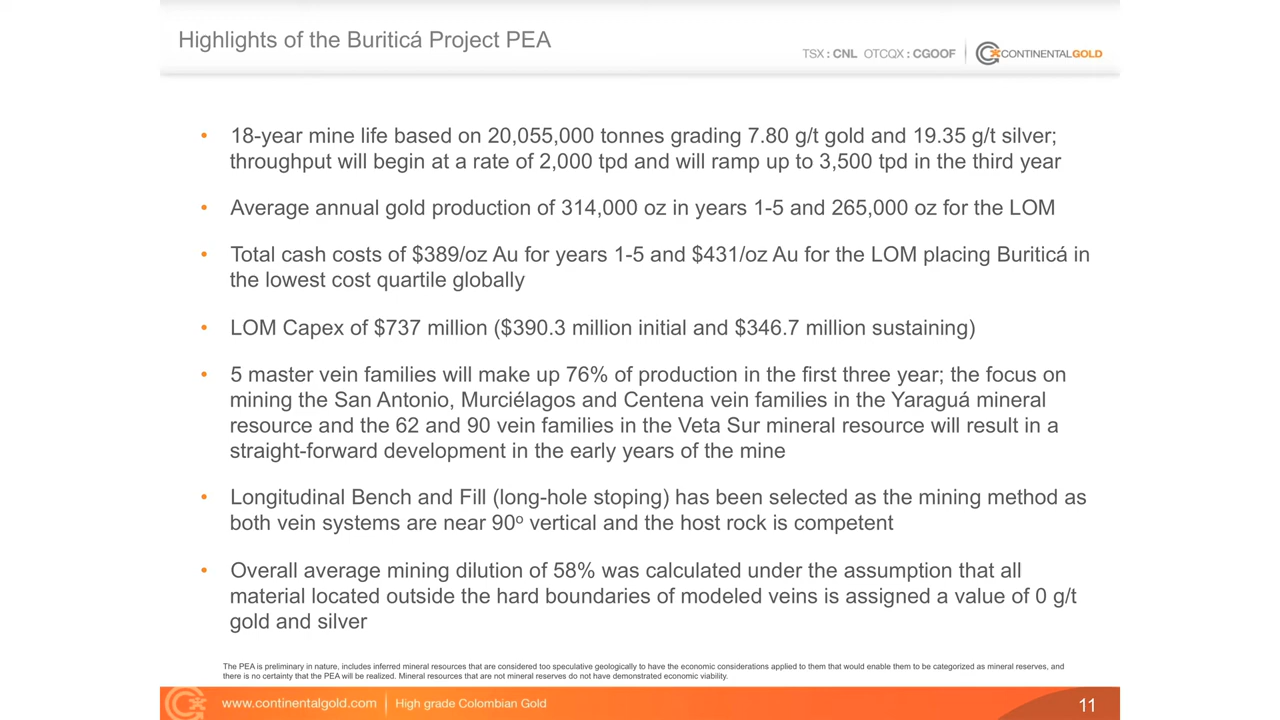 Highlights of the Buriticá Project PEA
TSX : CNL OTCQX : CGOOF
CONTINENTALGOLD
• 18-year mine life based on 20,055,000 tonnes grading 7.80 g/t gold and 19.35 g/t silver;
throughput will begin at a rate of 2,000 tpd and will ramp up to 3,500 tpd in the third year
• Average annual gold production of 314,000 oz in years 1-5 and 265,000 oz for the LOM
• Total cash costs of $389/oz Au for years 1-5 and $431/oz Au for the LOM placing Buriticá in
the lowest cost quartile globally
• LOM Capex of $737 million ($390.3 million initial and $346.7 million sustaining)
• 5 master vein families will make up 76% of production in the first three year; the focus on
mining the San Antonio, Murciélagos and Centena vein families in the Yaraguá mineral
resource and the 62 and 90 vein families in the Veta Sur mineral resource will result in a
straight-forward development in the early years of the mine
• Longitudinal Bench and Fill (long-hole stoping) has been selected as the mining method as
both vein systems are near 90º vertical and the host rock is competent
• Overall average mining dilution of 58% was calculated under the assumption that all
material located outside the hard boundaries of modeled veins is assigned a value of 0 g/t
gold and silver
The PEA is preliminary in nature, includes inferred mineral resources that are considered too speculative geologically to have the economic considerations applied to them that would enable them to be categorized as mineral reserves, and
there is no certainty that the PEA will be realized. Mineral resources that are not mineral reserves do not have demonstrated economic viability.
www.continentalgold.com High grade Colombian Gold 11